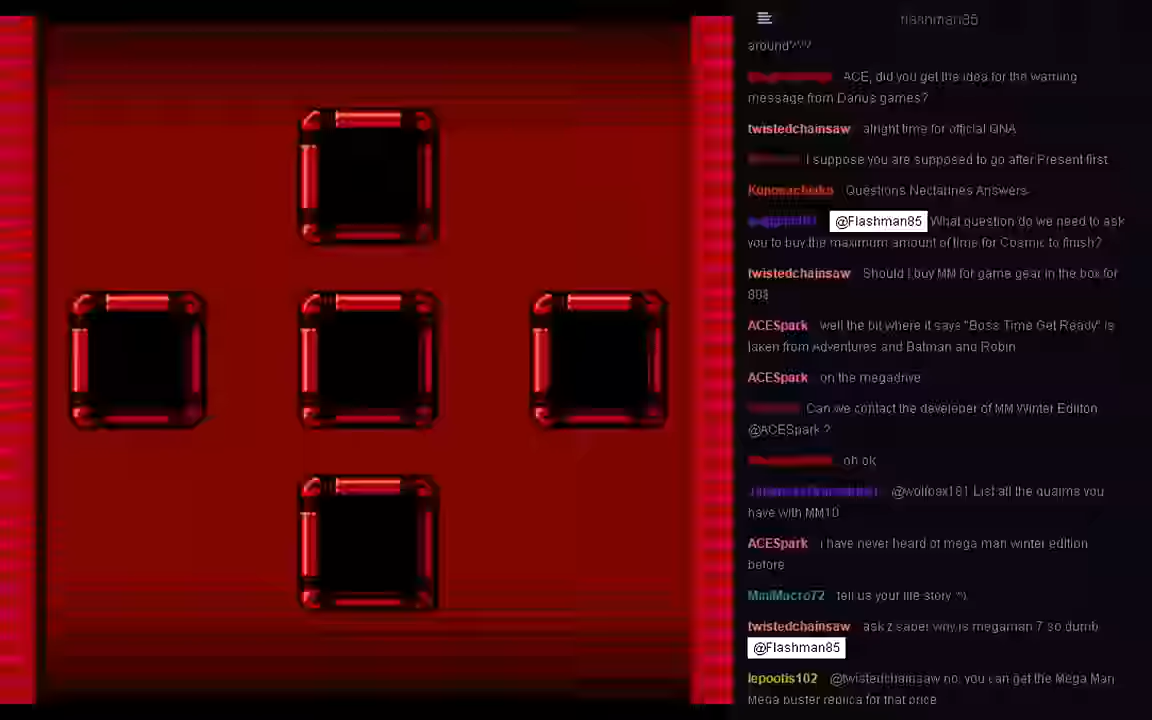 flashman85
around???
ACE, did you get the idea for the warning
message from Darius games?
twistedchainsaw alright time for official QNA
I suppose you are supposed to go after Present first
Questions Nectarines Answers
@Flashman85 What question do we need to ask
you to buy the maximum amount of time for Cosmic to finish?
twistedchainsaw Should I buy MM for game gear in the box for
80$
ACESpark well the bit where it says "Boss Time Get Ready" is
taken from Adventures and Batman and Robin
ACESpark on the megadrive
Can we contact the developer of MM Winter Edition
@ACESpark ?
oh ok
List all the qualms you
have with MM10
ACESpark i have never heard of mega man winter edition
before
MiniMacro72 tell us your life story
twistedchainsaw ask z saber why is megaman 7 so dumb
@Flashman85
lepootis102 @twistedchainsaw no, you can get the Mega Man
Mega buster replica for that price